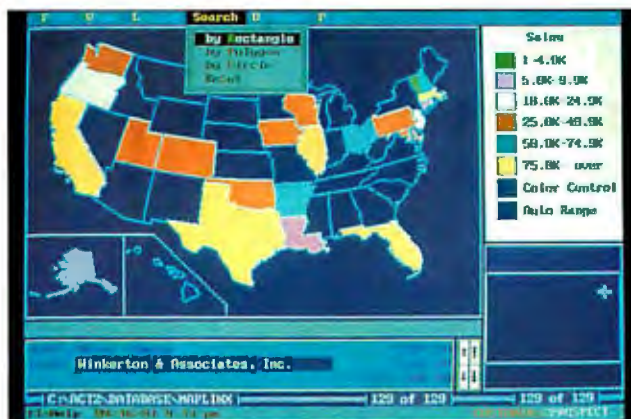 Search
by Rectangle
by Polygon
by Circle
Reset
Sales
1-4.9K
5.0K-9.9K
10.0K-24.9K
25.0K-49.9K
50.0K-74.9K
75.0K over
Color Control
Auto Range
Winkerton & Associates, Inc.
C:\ACT2\DATABASE\MAPLINX
129 of 129
129 of 129
F1=Help
PROSPECT